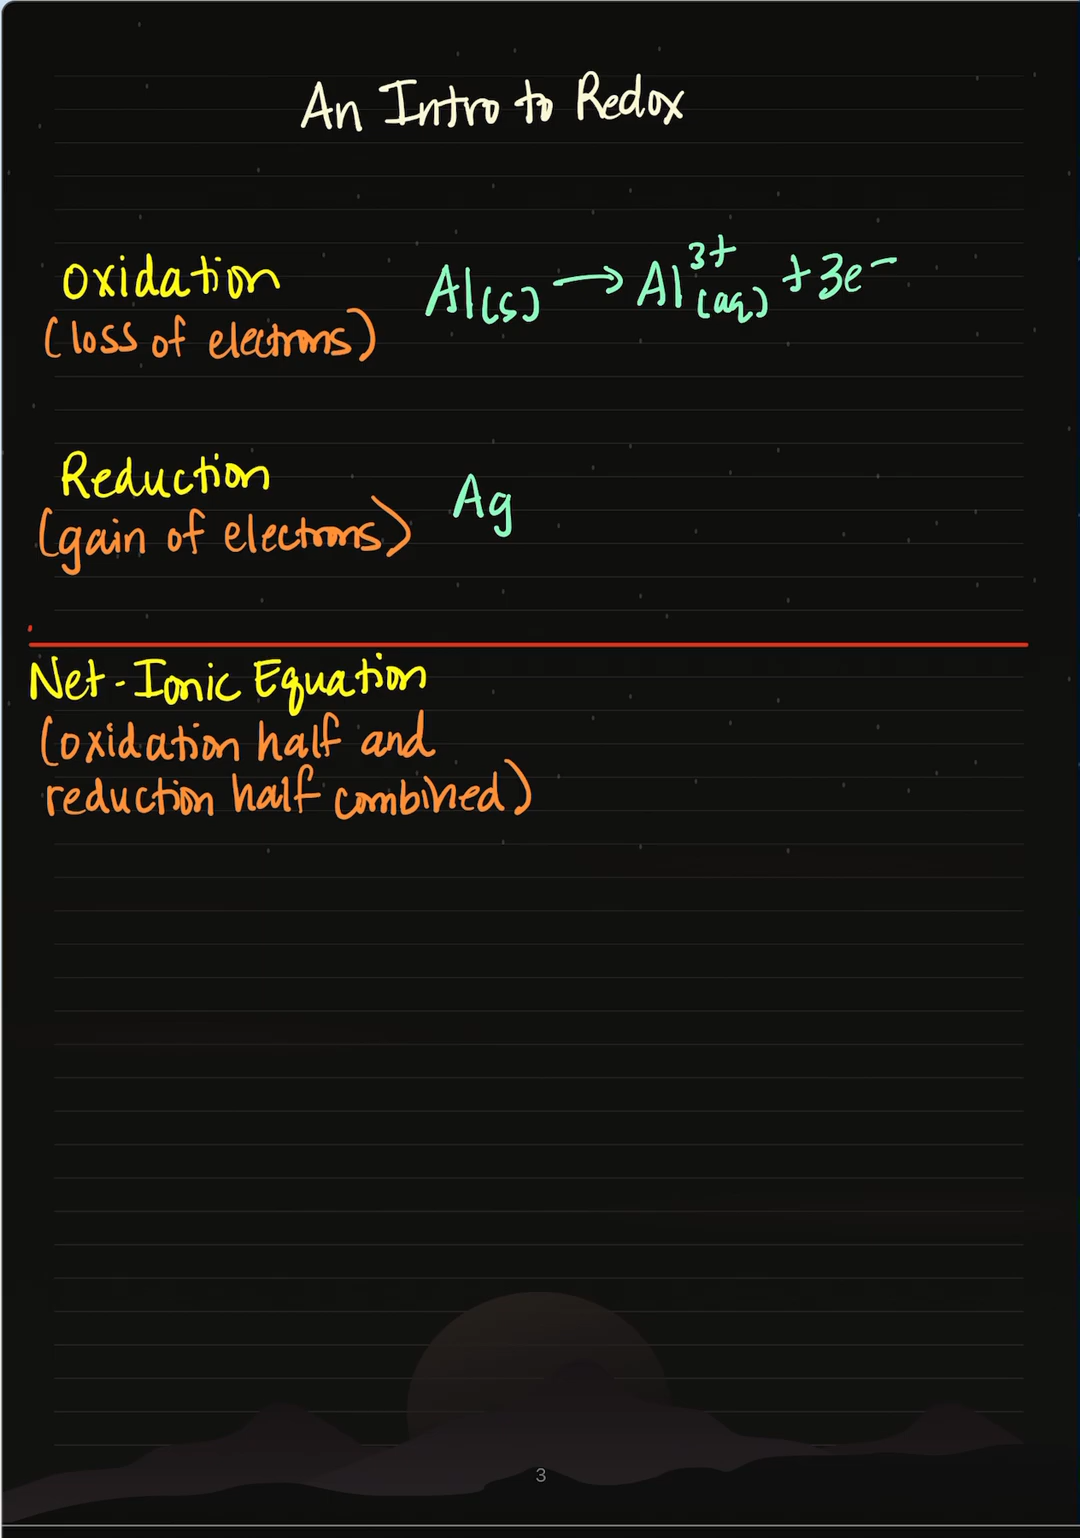 An Intro to Redox
Oxidation
Al(s) → Al³⁺(aq) + 3e⁻
(loss of electrons)
Reduction
Ag
(gain of electrons)
Net-Ionic Equation
(oxidation half and
reduction half combined)
3